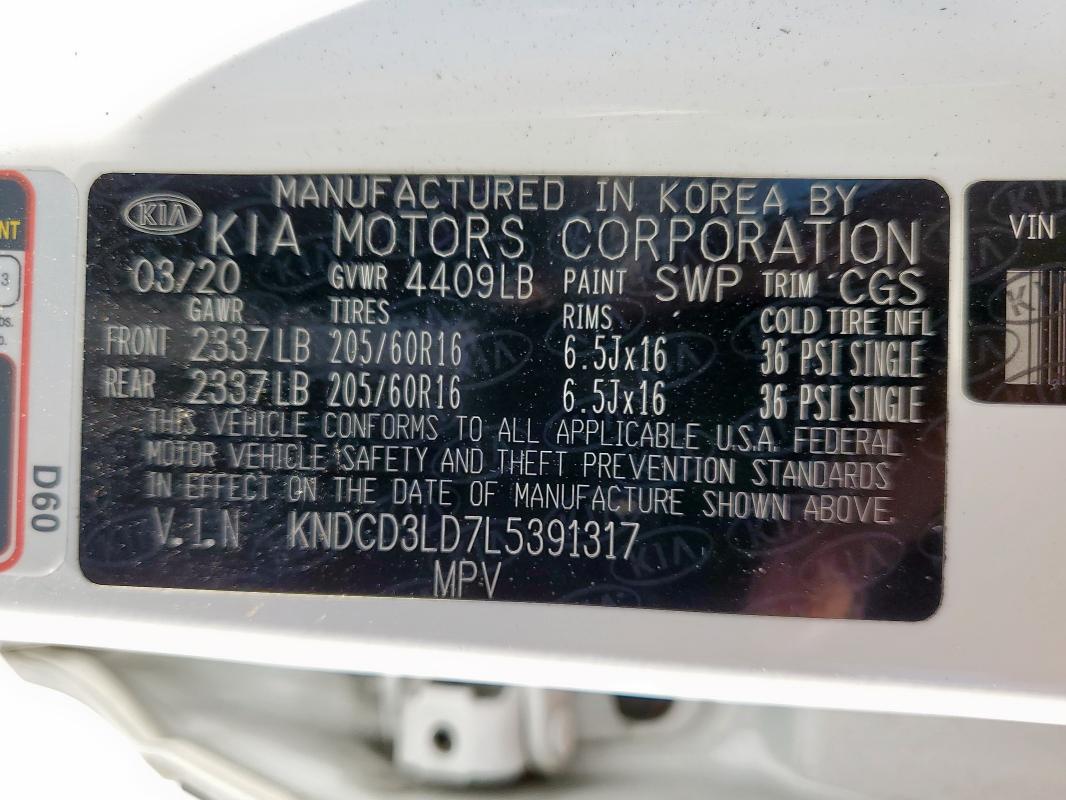 MANUFACTURED IN KOREA BY
KIA KIA MOTORS CORPORATION
03/20 GVWR 4409LB PAINT SWP TRIM CGS
GAWR TIRES RIMS COLD TIRE INFL
FRONT 2337LB 205/60R16 6.5Jx16 36 PSI SINGLE
REAR 2337LB 205/60R16 6.5Jx16 36 PSI SINGLE
THIS VEHICLE CONFORMS TO ALL APPLICABLE U.S.A. FEDERAL
MOTOR VEHICLE SAFETY AND THEFT PREVENTION STANDARDS
IN EFFECT ON THE DATE OF MANUFACTURE SHOWN ABOVE.
V.I.N KNDCD3LD7L5391317
MPV
D60
VIN